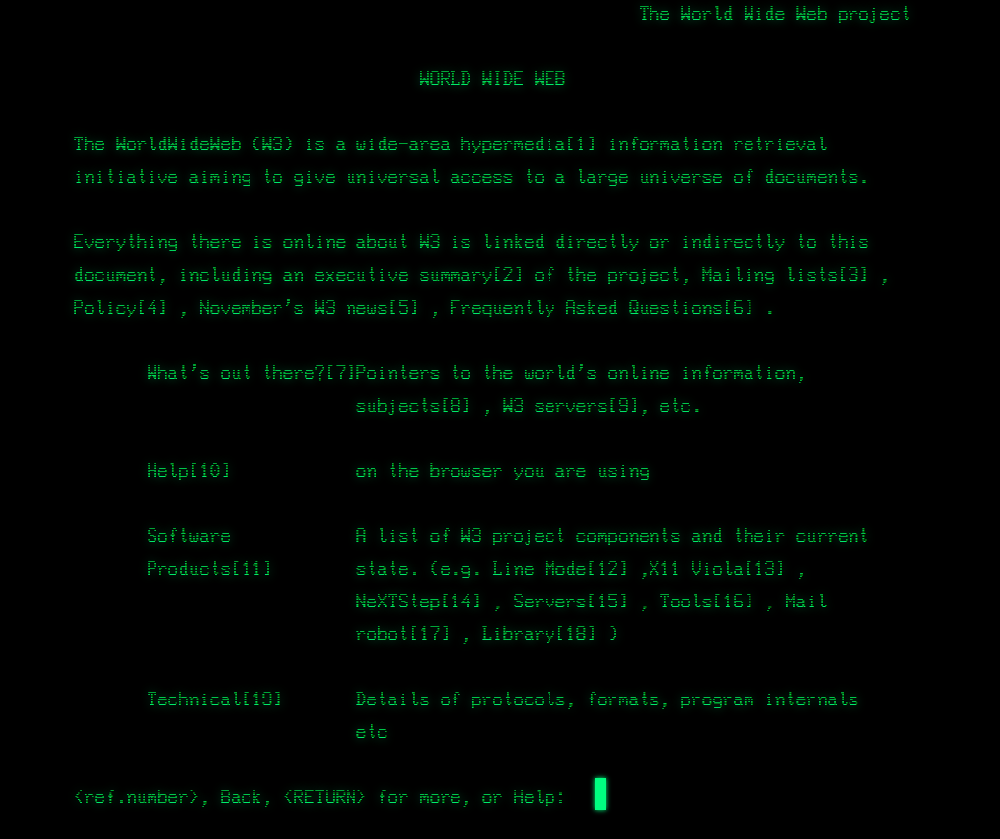 The World Wide Web project
WORLD WIDE WEB
The WorldWideWeb (W3) is a wide-area hypermedia[1] information retrieval
initiative aiming to give universal access to a large universe of documents.
Everything there is online about W3 is linked directly or indirectly to this
document, including an executive summary[2] of the project, Mailing lists[3] ,
Policy[4] , November's W3 news[5] , Frequently Asked Questions[6] .
What's out there?[7]Pointers to the world's online information,
subjects[8] , W3 servers[9], etc.
Help[10] on the browser you are using
Software A list of W3 project components and their current
Products[11] state. (e.g. Line Mode[12] ,X11 Viola[13] ,
NeXTStep[14] , Servers[15] , Tools[16] , Mail
robot[17] , Library[18] )
Technical[19] Details of protocols, formats, program internals
etc
<ref.number>, Back, <RETURN> for more, or Help: